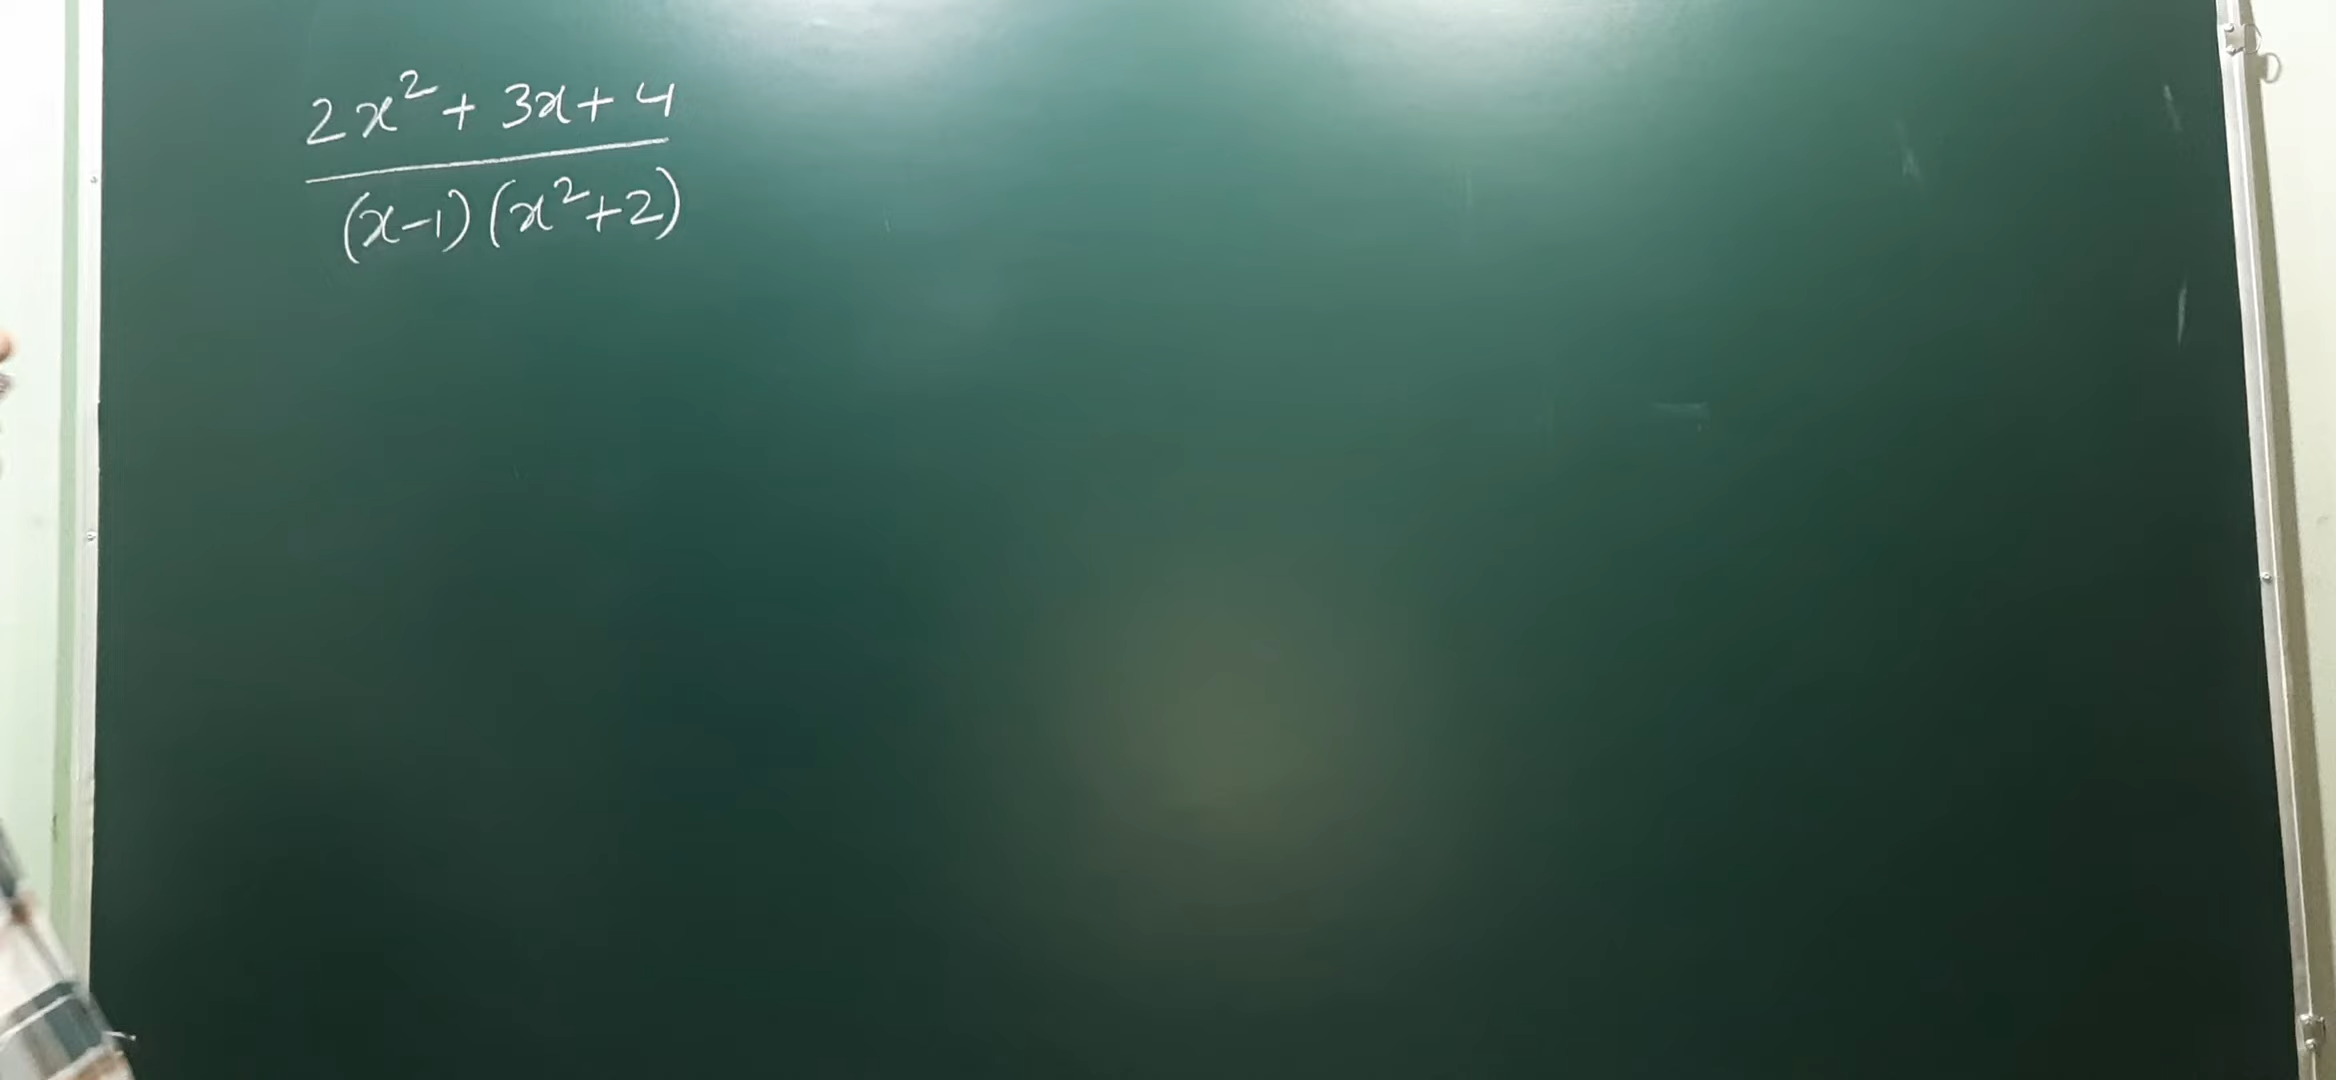 2x² + 3x + 4
(x-1) (x²+2)